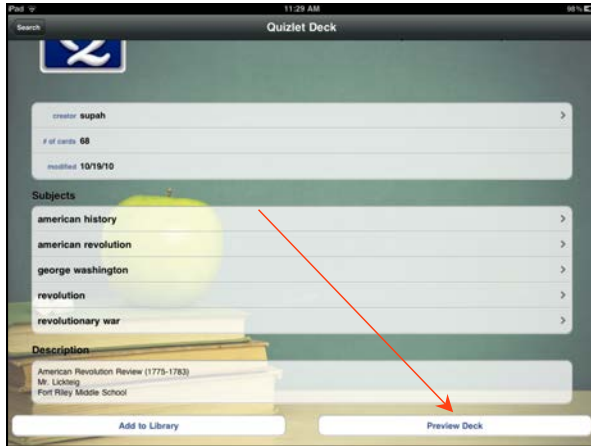 iPad 11:29 AM 98%
Search Quizlet Deck
creator supah
# of cards 68
modified 10/19/10
Subjects
american history
american revolution
george washington
revolution
revolutionary war
Description
American Revolution Review (1775-1783)
Mr. Lickteig
Fort Riley Middle School
Add to Library Preview Deck